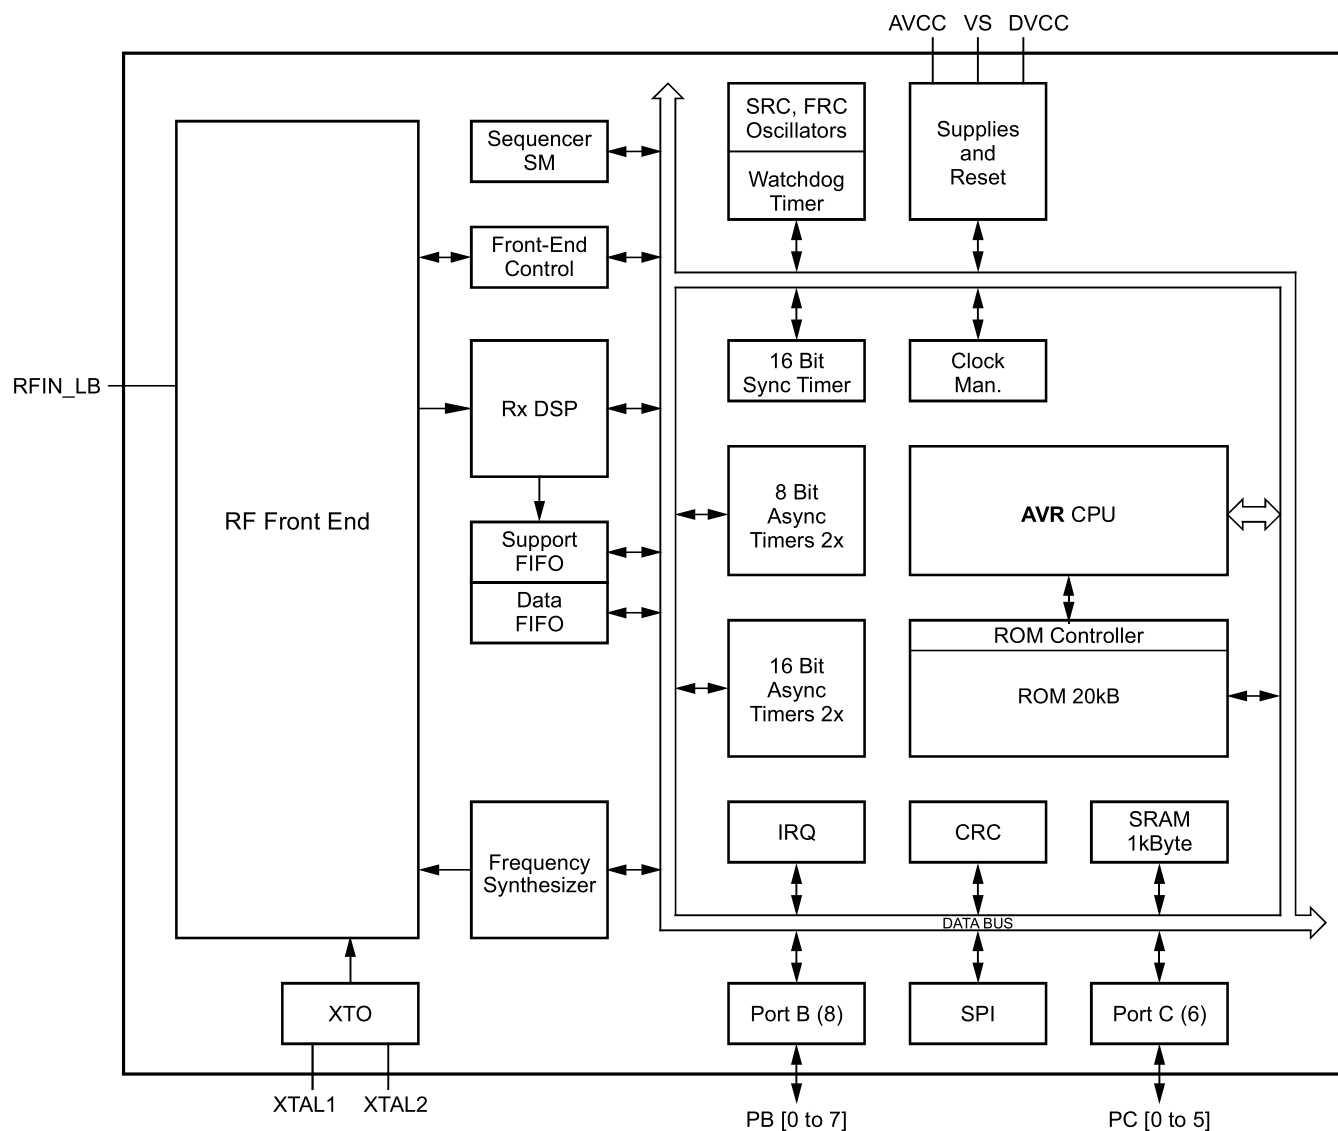 AVCC VS DVCC
SRC, FRC
Oscillators
Watchdog
Timer
Supplies
and
Reset
Sequencer
SM
Front-End
Control
RFIN_LB
RF Front End
Rx DSP
16 Bit
Sync Timer
Clock
Man.
8 Bit
Async
Timers 2x
AVR CPU
Support
FIFO
Data
FIFO
16 Bit
Async
Timers 2x
ROM Controller
ROM 20kB
Frequency
Synthesizer
IRQ
CRC
SRAM
1kByte
DATA BUS
XTO
Port B (8)
SPI
Port C (6)
XTAL1
XTAL2
PB [0 to 7]
PC [0 to 5]